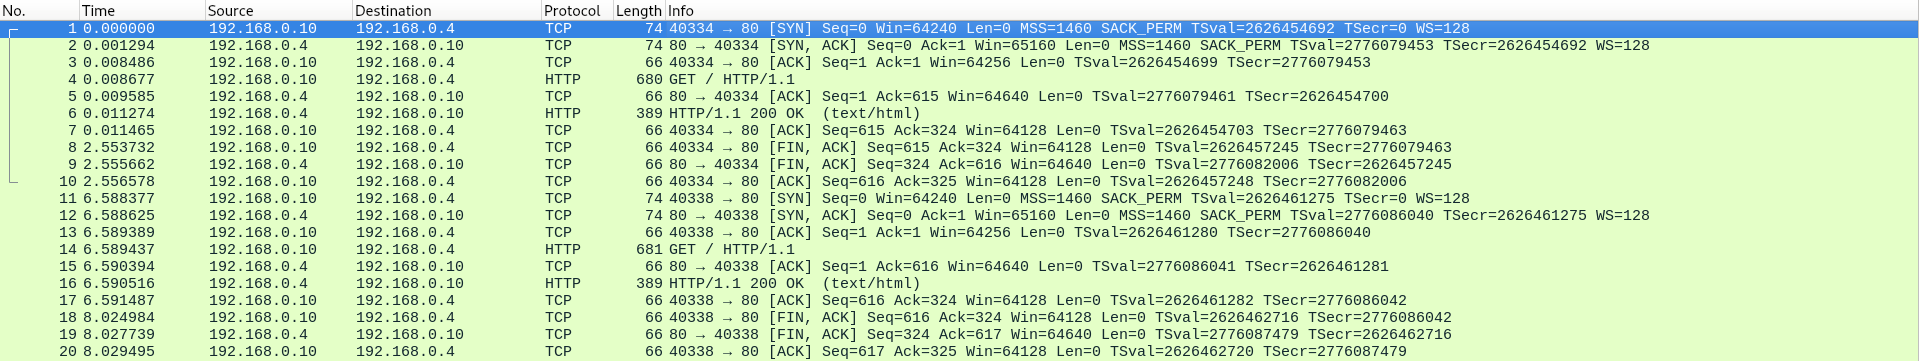 No. Time Source Destination Protocol Length Info
1 0.000000 192.168.0.10 192.168.0.4 TCP 74 40334 → 80 [SYN] Seq=0 Win=64240 Len=0 MSS=1460 SACK_PERM TSval=2626454692 TSecr=0 WS=128
2 0.001294 192.168.0.4 192.168.0.10 TCP 74 80 → 40334 [SYN, ACK] Seq=0 Ack=1 Win=65160 Len=0 MSS=1460 SACK_PERM TSval=2776079453 TSecr=2626454692 WS=128
3 0.008486 192.168.0.10 192.168.0.4 TCP 66 40334 → 80 [ACK] Seq=1 Ack=1 Win=64256 Len=0 TSval=2626454699 TSecr=2776079453
4 0.008677 192.168.0.10 192.168.0.4 HTTP 680 GET / HTTP/1.1
5 0.009585 192.168.0.4 192.168.0.10 TCP 66 80 → 40334 [ACK] Seq=1 Ack=615 Win=64640 Len=0 TSval=2776079461 TSecr=2626454700
6 0.011274 192.168.0.4 192.168.0.10 HTTP 389 HTTP/1.1 200 OK  (text/html)
7 0.011465 192.168.0.10 192.168.0.4 TCP 66 40334 → 80 [ACK] Seq=615 Ack=324 Win=64128 Len=0 TSval=2626454703 TSecr=2776079463
8 2.553732 192.168.0.10 192.168.0.4 TCP 66 40334 → 80 [FIN, ACK] Seq=615 Ack=324 Win=64128 Len=0 TSval=2626457245 TSecr=2776079463
9 2.555662 192.168.0.4 192.168.0.10 TCP 66 80 → 40334 [FIN, ACK] Seq=324 Ack=616 Win=64640 Len=0 TSval=2776082006 TSecr=2626457245
10 2.556578 192.168.0.10 192.168.0.4 TCP 66 40334 → 80 [ACK] Seq=616 Ack=325 Win=64128 Len=0 TSval=2626457248 TSecr=2776082006
11 6.588377 192.168.0.10 192.168.0.4 TCP 74 40338 → 80 [SYN] Seq=0 Win=64240 Len=0 MSS=1460 SACK_PERM TSval=2626461275 TSecr=0 WS=128
12 6.588625 192.168.0.4 192.168.0.10 TCP 74 80 → 40338 [SYN, ACK] Seq=0 Ack=1 Win=65160 Len=0 MSS=1460 SACK_PERM TSval=2776086040 TSecr=2626461275 WS=128
13 6.589389 192.168.0.10 192.168.0.4 TCP 66 40338 → 80 [ACK] Seq=1 Ack=1 Win=64256 Len=0 TSval=2626461280 TSecr=2776086040
14 6.589437 192.168.0.10 192.168.0.4 HTTP 681 GET / HTTP/1.1
15 6.590394 192.168.0.4 192.168.0.10 TCP 66 80 → 40338 [ACK] Seq=1 Ack=616 Win=64640 Len=0 TSval=2776086041 TSecr=2626461281
16 6.590516 192.168.0.4 192.168.0.10 HTTP 389 HTTP/1.1 200 OK  (text/html)
17 6.591487 192.168.0.10 192.168.0.4 TCP 66 40338 → 80 [ACK] Seq=616 Ack=324 Win=64128 Len=0 TSval=2626461282 TSecr=2776086042
18 8.024984 192.168.0.10 192.168.0.4 TCP 66 40338 → 80 [FIN, ACK] Seq=616 Ack=324 Win=64128 Len=0 TSval=2626462716 TSecr=2776086042
19 8.027739 192.168.0.4 192.168.0.10 TCP 66 80 → 40338 [FIN, ACK] Seq=324 Ack=617 Win=64640 Len=0 TSval=2776087479 TSecr=2626462716
20 8.029495 192.168.0.10 192.168.0.4 TCP 66 40338 → 80 [ACK] Seq=617 Ack=325 Win=64128 Len=0 TSval=2626462720 TSecr=2776087479